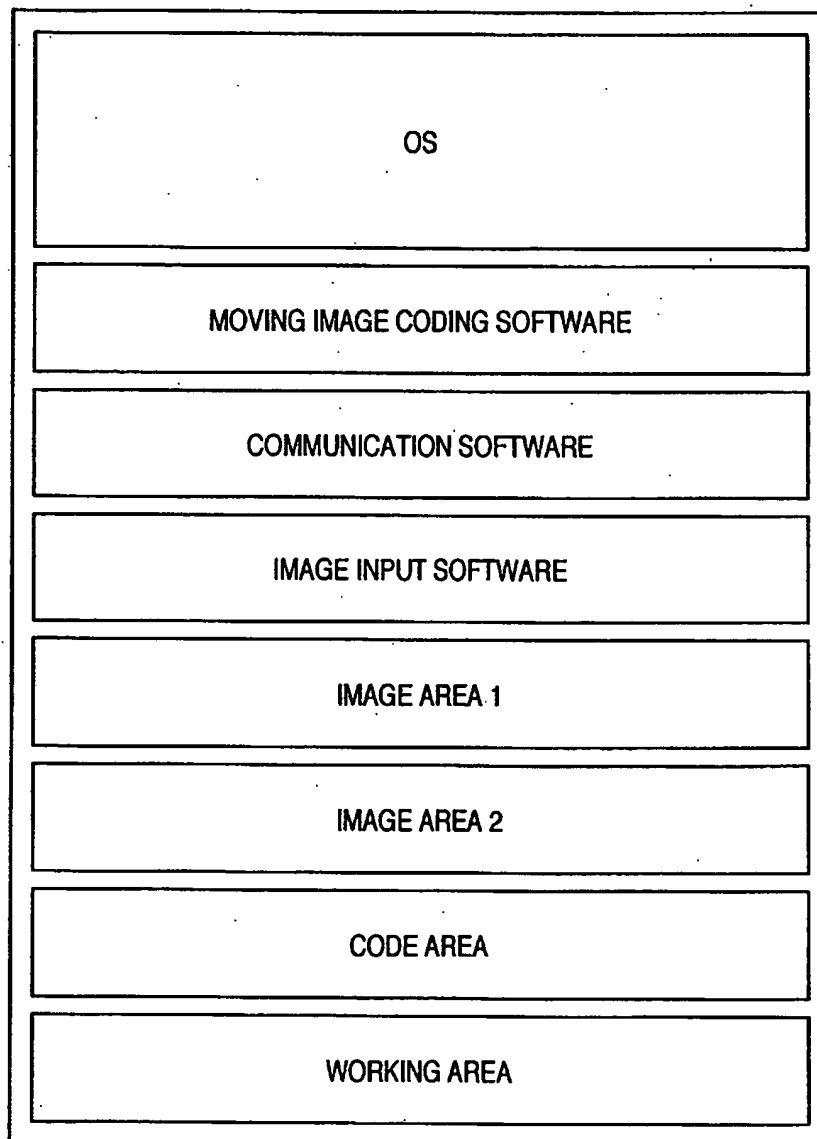 OS
MOVING IMAGE CODING SOFTWARE
COMMUNICATION SOFTWARE
IMAGE INPUT SOFTWARE
IMAGE AREA 1
IMAGE AREA 2
CODE AREA
WORKING AREA